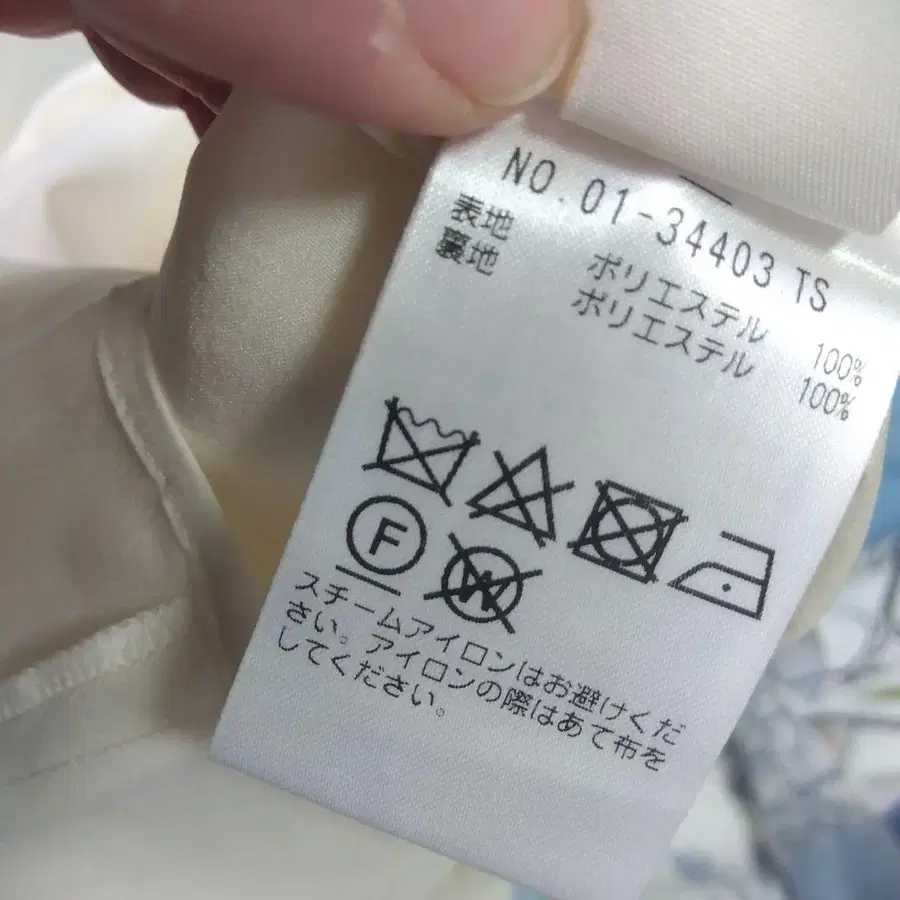 NO.01-34403.TS
表地 ポリエステル 100%
裏地 ポリエステル 100%
F
W
スチームアイロンはお避けくだ
さい。アイロンの際はあて布を
してください。